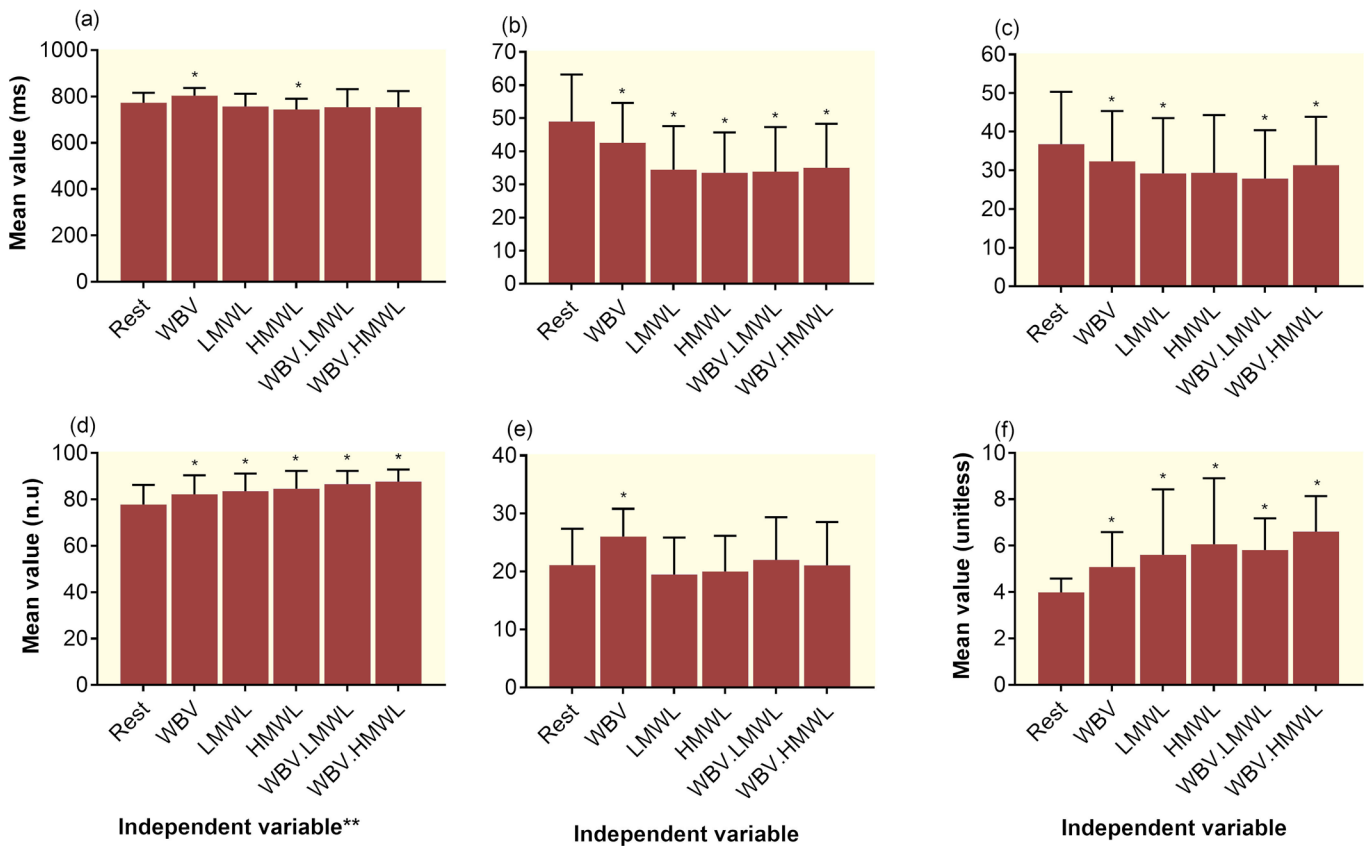 (a)
Mean value (ms)
1000
800
600
400
200
0
* *
Rest WBV LMWL HMWL WBV.LMWL WBV.HMWL
(b)
70
60
50
40
30
20
10
0
* * * * *
Rest WBV LMWL HMWL WBV.LMWL WBV.HMWL
(c)
60
50
40
30
20
10
0
* * * *
Rest WBV LMWL HMWL WBV.LMWL WBV.HMWL
(d)
Mean value (n.u)
100
80
60
40
20
0
* * * * *
Rest WBV LMWL HMWL WBV.LMWL WBV.HMWL
Independent variable**
(e)
40
30
20
10
0
*
Rest WBV LMWL HMWL WBV.LMWL WBV.HMWL
Independent variable
(f)
Mean value (unitless)
10
8
6
4
2
0
* * * * *
Rest WBV LMWL HMWL WBV.LMWL WBV.HMWL
Independent variable